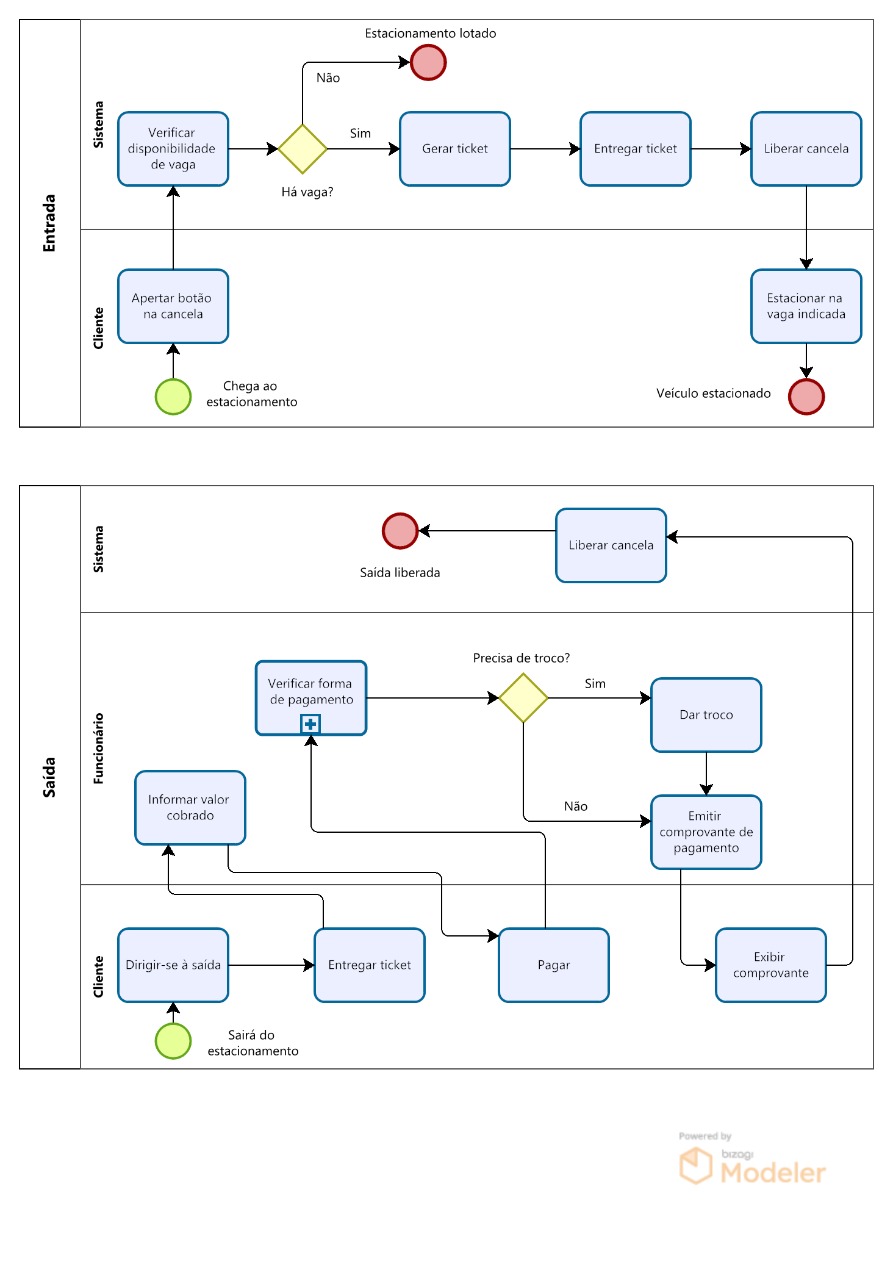 Entrada
Sistema
Estacionamento lotado
Não
Verificar
disponibilidade
de vaga
Há vaga?
Sim
Gerar ticket
Entregar ticket
Liberar cancela
Cliente
Apertar botão
na cancela
Estacionar na
vaga indicada
Chega ao
estacionamento
Veículo estacionado
Saída
Sistema
Saída liberada
Liberar cancela
Funcionário
Verificar forma
de pagamento
Precisa de troco?
Sim
Dar troco
Não
Informar valor
cobrado
Emitir
comprovante de
pagamento
Cliente
Dirigir-se à saída
Entregar ticket
Pagar
Exibir
comprovante
Sairá do
estacionamento
Powered by
bizagi
Modeler